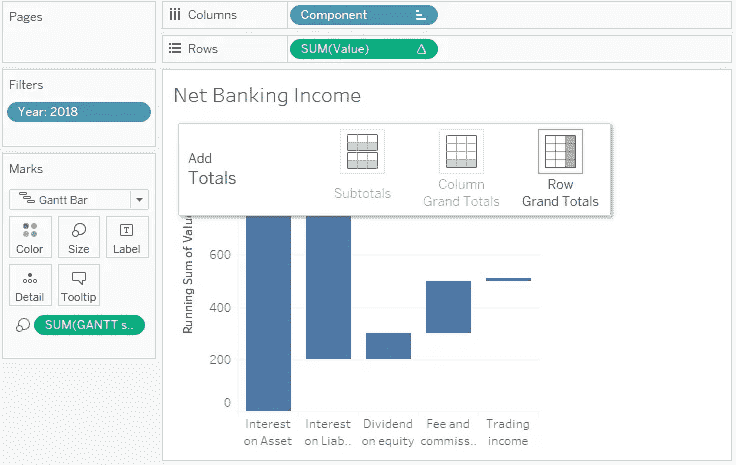 Pages
Columns
Component
Rows
SUM(Value)
Filters
Year: 2018
Marks
Gantt Bar
Color
Size
Label
Detail
Tooltip
SUM(GANTT s..
Net Banking Income
Add
Totals
Subtotals
Column
Grand Totals
Row
Grand Totals
Running Sum of Value
600
400
200
0
Interest
on Asset
Interest
on Liab..
Dividend
on equity
Fee and
commiss..
Trading
income